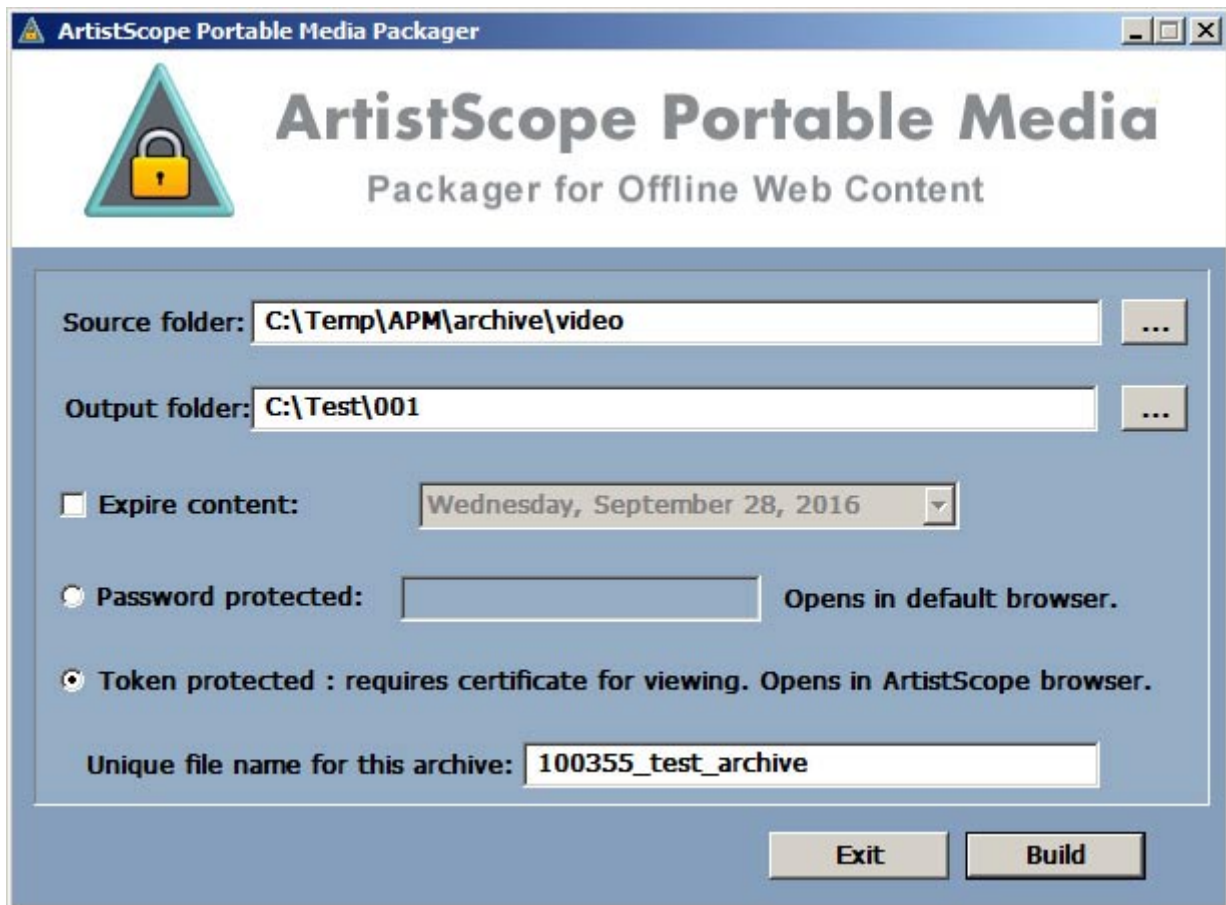 ArtistScope Portable Media Packager
ArtistScope Portable Media
Packager for Offline Web Content
Source folder: C:\Temp\APM\archive\video ...
Output folder: C:\Test\001 ...
Expire content: Wednesday, September 28, 2016
Password protected: Opens in default browser.
Token protected : requires certificate for viewing. Opens in ArtistScope browser.
Unique file name for this archive: 100355_test_archive
Exit Build